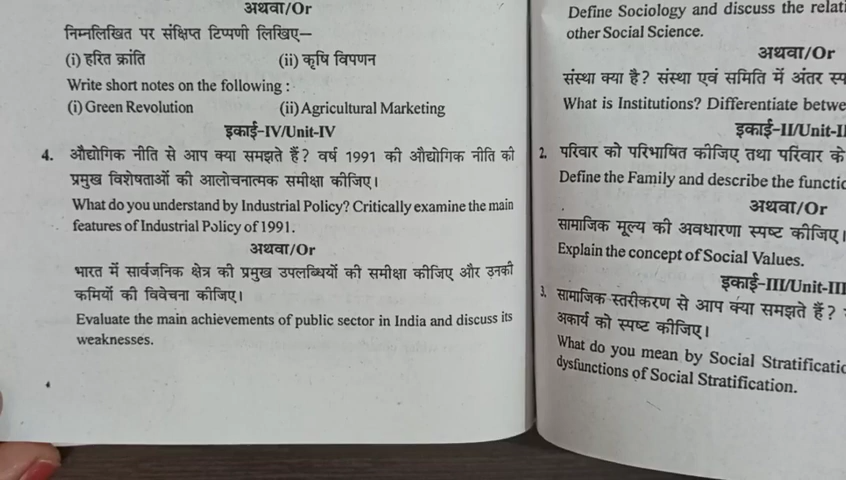 अथवा/Or
निम्नलिखित पर संक्षिप्त टिप्पणी लिखिए—
(i) हरित क्रांति (ii) कृषि विपणन
Write short notes on the following :
(i) Green Revolution (ii) Agricultural Marketing
इकाई-IV/Unit-IV
4. औद्योगिक नीति से आप क्या समझते हैं? वर्ष 1991 की औद्योगिक नीति की
प्रमुख विशेषताओं की आलोचनात्मक समीक्षा कीजिए।
What do you understand by Industrial Policy? Critically examine the main
features of Industrial Policy of 1991.
अथवा/Or
भारत में सार्वजनिक क्षेत्र की प्रमुख उपलब्धियों की समीक्षा कीजिए और उनकी
कमियों की विवेचना कीजिए।
Evaluate the main achievements of public sector in India and discuss its
weaknesses.
Define Sociology and discuss the
other Social Science.
अथवा/Or
संस्था क्या है? संस्था एवं समिति में अंतर
What is Institutions? Differentiate
इकाई-II/Unit-
2. परिवार को परिभाषित कीजिए तथा परिवार के
Define the Family and describe the
अथवा/Or
सामाजिक मूल्य की अवधारणा स्पष्ट कीजिए।
Explain the concept of Social Values.
इकाई-III/Unit-III
3. सामाजिक स्तरीकरण से आप क्या समझते हैं?
अकार्य को स्पष्ट कीजिए।
What do you mean by Social
dysfunctions of Social Stratification.